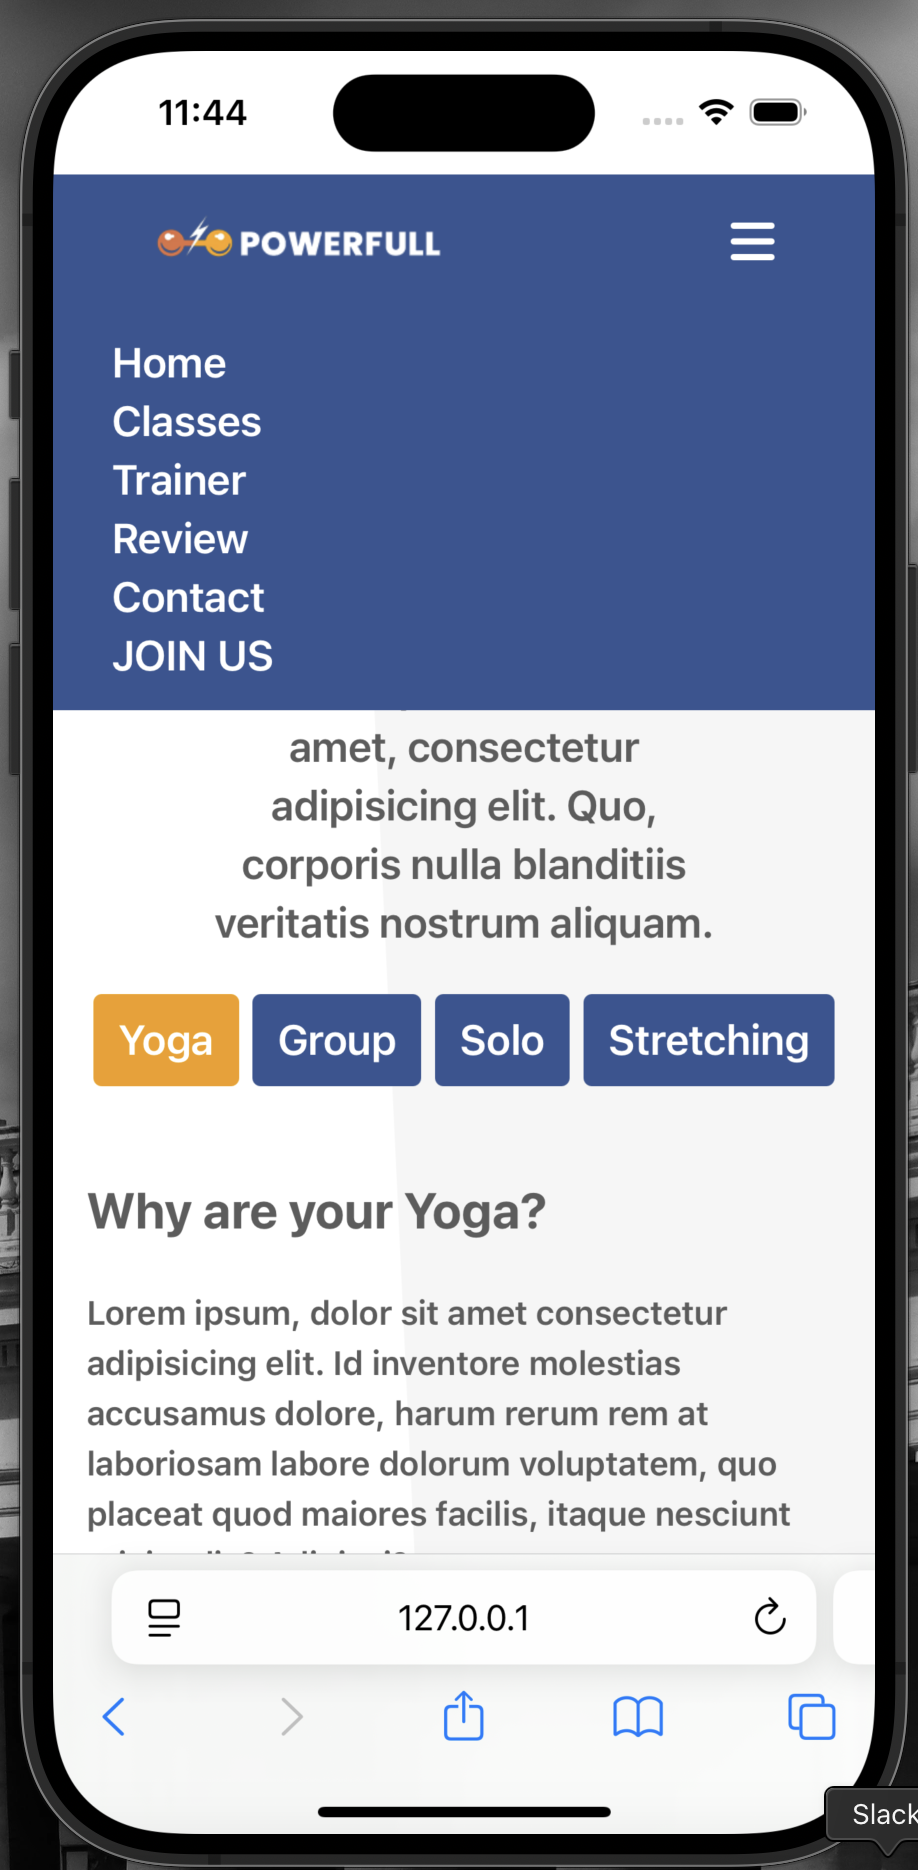 11:44
POWERFULL
Home
Classes
Trainer
Review
Contact
JOIN US
amet, consectetur
adipisicing elit. Quo,
corporis nulla blanditiis
veritatis nostrum aliquam.
Yoga Group Solo Stretching
Why are your Yoga?
Lorem ipsum, dolor sit amet consectetur
adipisicing elit. Id inventore molestias
accusamus dolore, harum rerum rem at
laboriosam labore dolorum voluptatem, quo
placeat quod maiores facilis, itaque nesciunt
127.0.0.1
Slack